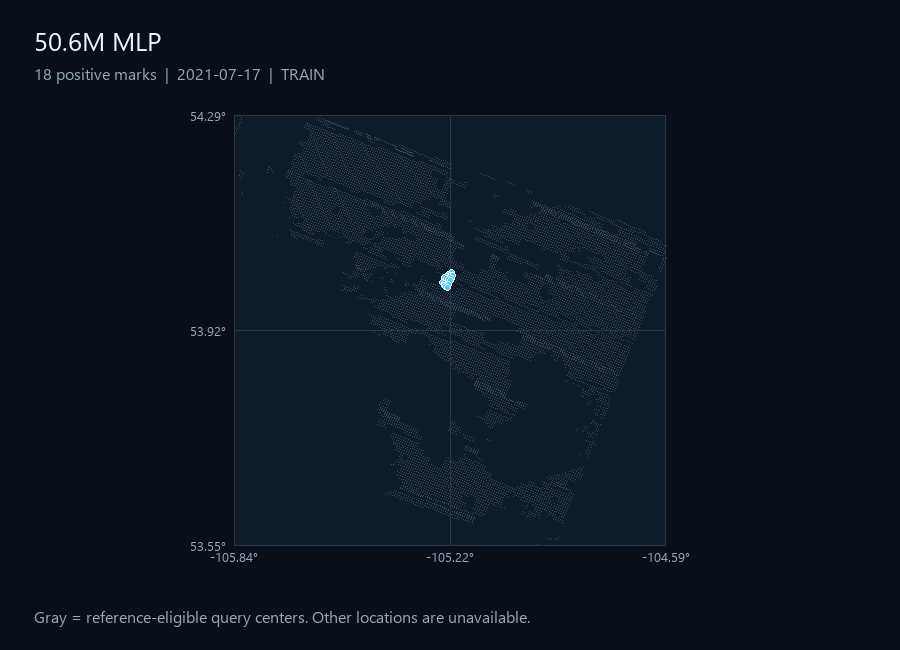 50.6M MLP
18 positive marks | 2021-07-17 | TRAIN
54.29°
53.92°
53.55°
-105.84°
-105.22°
-104.59°
Gray = reference-eligible query centers. Other locations are unavailable.